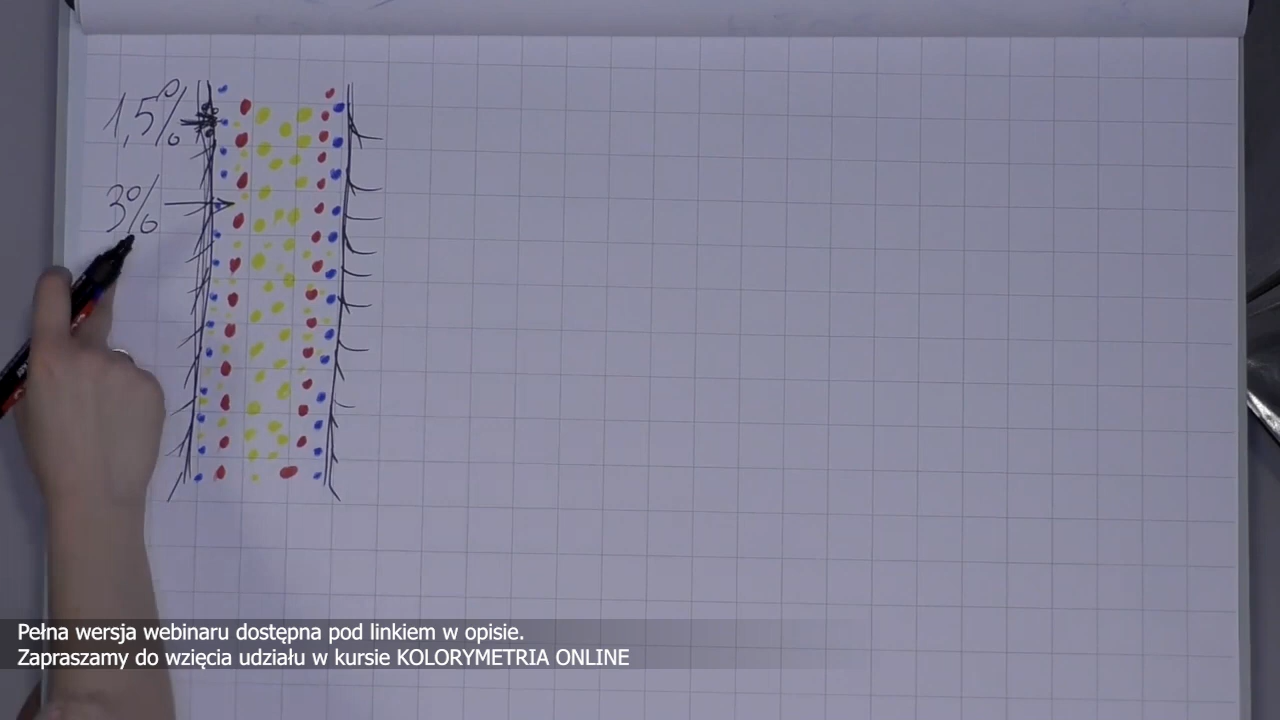 1,5%
3%
Pełna wersja webinaru dostępna pod linkiem w opisie.
Zapraszamy do wzięcia udziału w kursie KOLORYMETRIA ONLINE